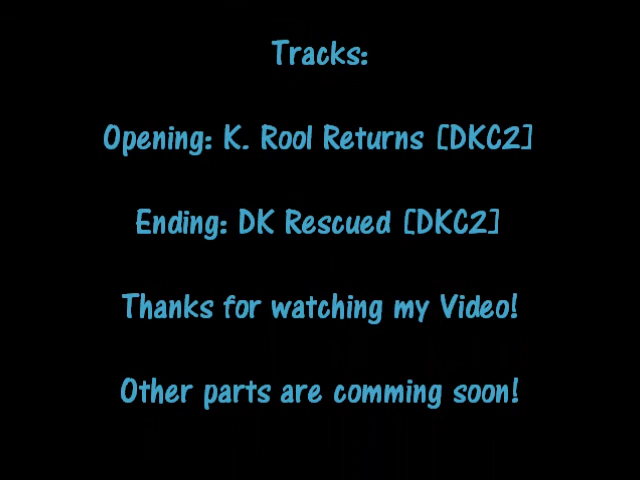 Tracks:
Opening: K. Rool Returns [DKC2]
Ending: DK Rescued [DKC2]
Thanks for watching my Video!
Other parts are comming soon!